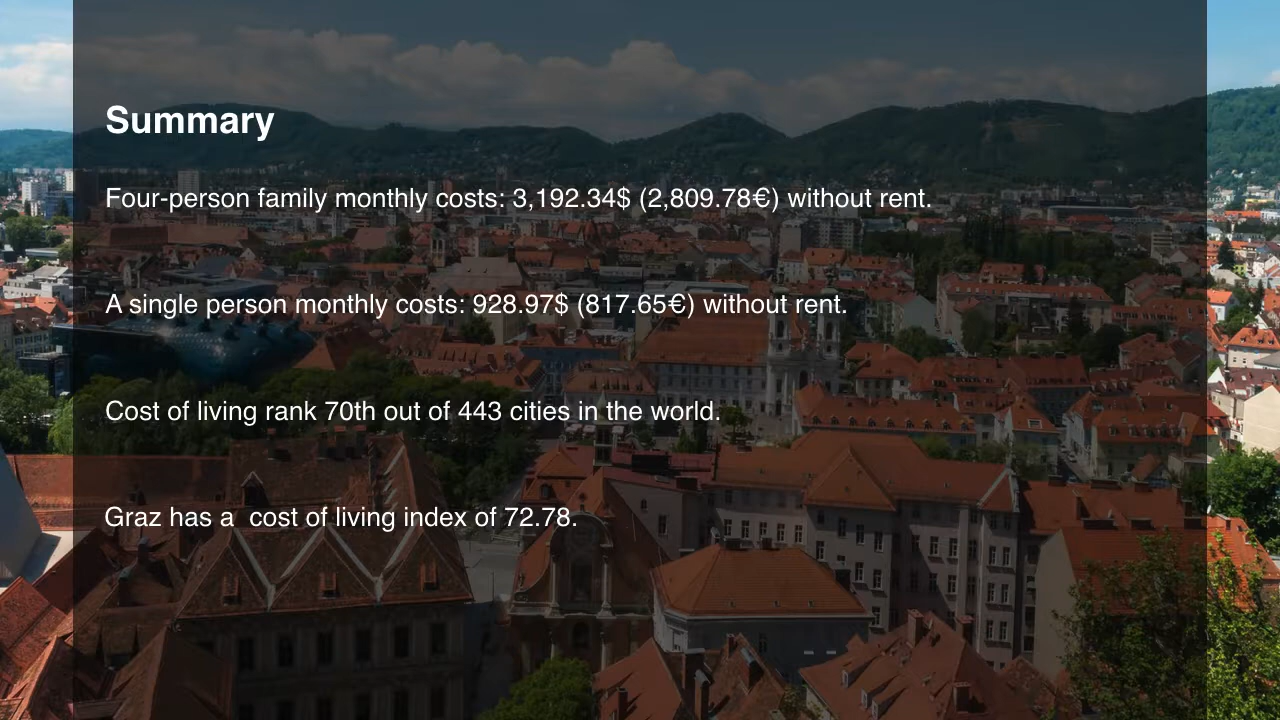 Summary
Four-person family monthly costs: 3,192.34$ (2,809.78€) without rent.
A single person monthly costs: 928.97$ (817.65€) without rent.
Cost of living rank 70th out of 443 cities in the world.
Graz has a  cost of living index of 72.78.